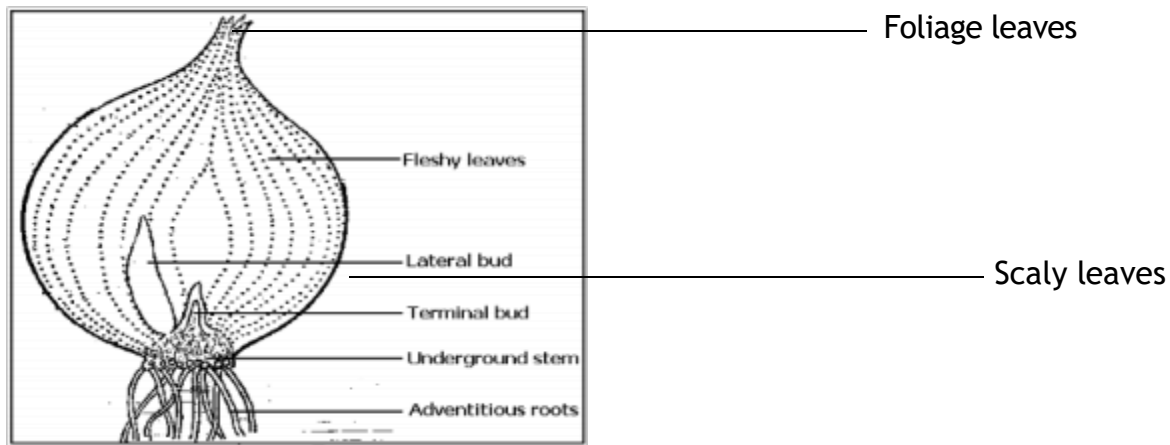 Foliage leaves
Fleshy leaves
Lateral bud
Scaly leaves
Terminal bud
Underground stem
Adventitious roots